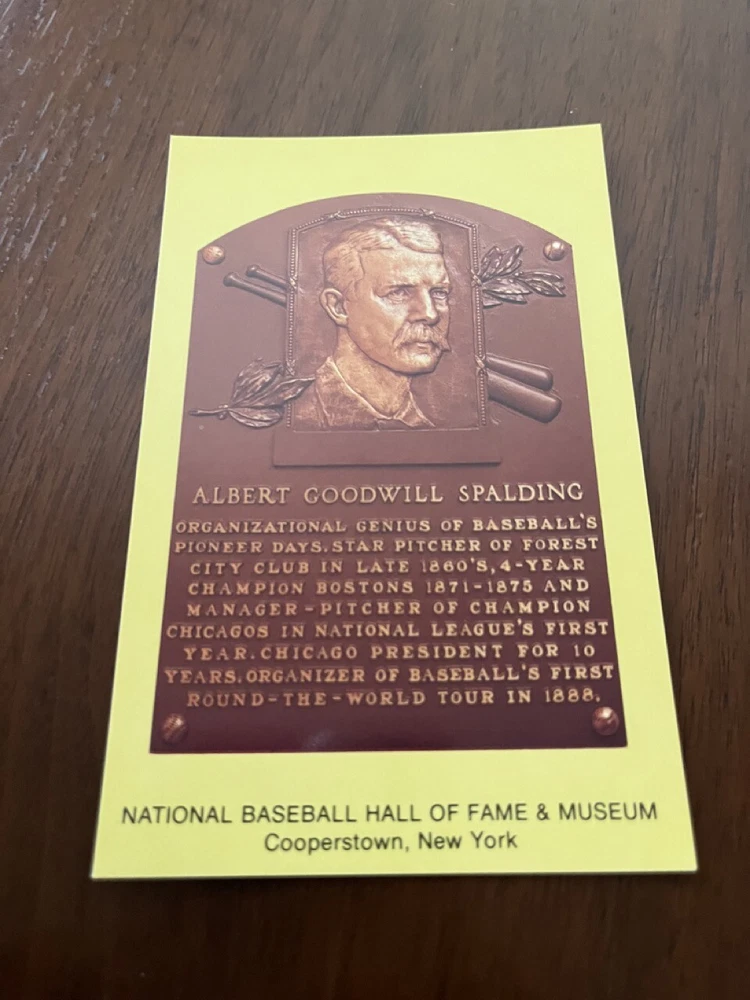 ALBERT GOODWILL SPALDING
ORGANIZATIONAL GENIUS OF BASEBALL'S
PIONEER DAYS. STAR PITCHER OF FOREST
CITY CLUB IN LATE 1860'S, 4-YEAR
CHAMPION BOSTONS 1871-1875 AND
MANAGER-PITCHER OF CHAMPION
CHICAGOS IN NATIONAL LEAGUE'S FIRST
YEAR. CHICAGO PRESIDENT FOR 10
YEARS. ORGANIZER OF BASEBALL'S FIRST
ROUND-THE-WORLD TOUR IN 1888.
NATIONAL BASEBALL HALL OF FAME & MUSEUM
Cooperstown, New York